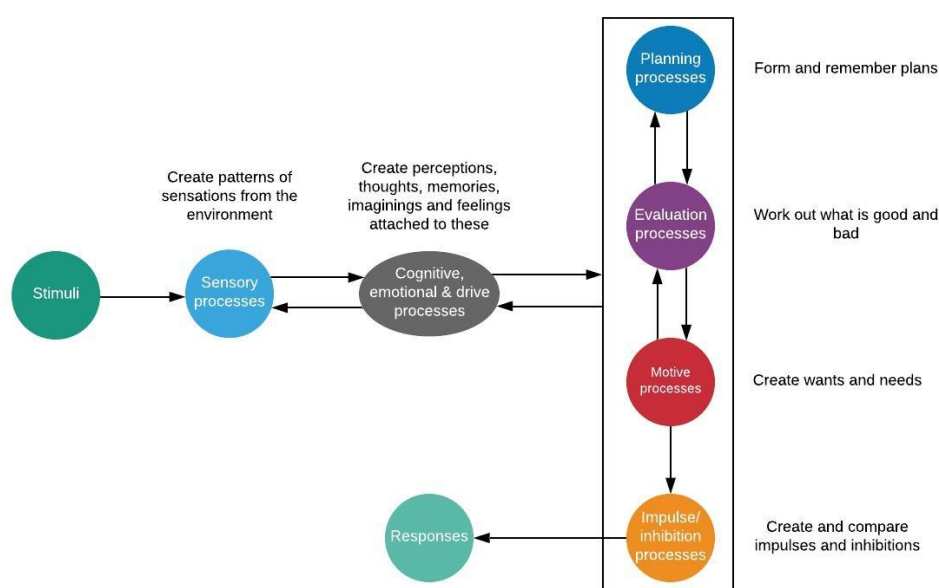 Planning
processes
Form and remember plans
Create patterns of
sensations from the
environment
Create perceptions,
thoughts, memories,
imaginings and feelings
attached to these
Evaluation
processes
Work out what is good and
bad
Stimuli
Sensory
processes
Cognitive,
emotional & drive
processes
Motive
processes
Create wants and needs
Responses
Impulse/
inhibition
processes
Create and compare
impulses and inhibitions